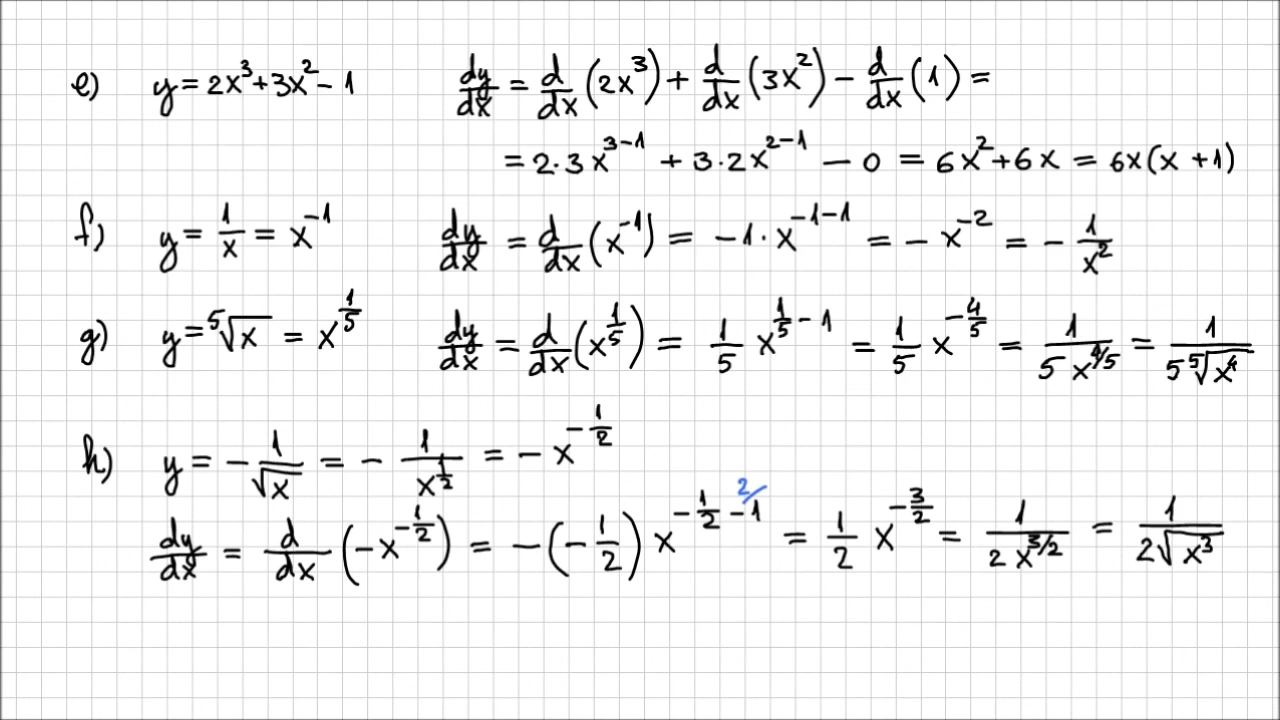 e) y = 2x³ + 3x² − 1 dy/dx = d/dx (2x³) + d/dx (3x²) − d/dx (1) =
= 2·3x³⁻¹ + 3·2x²⁻¹ − 0 = 6x² + 6x = 6x(x + 1)
f) y = 1/x = x⁻¹ dy/dx = d/dx (x⁻¹) = −1·x⁻¹⁻¹ = −x⁻² = −1/x²
g) y = ⁵√x = x^(1/5) dy/dx = d/dx (x^(1/5)) = 1/5 x^(1/5 − 1) = 1/5 x^(−4/5) = 1/(5x^(4/5)) = 1/(5 ⁵√x⁴)
h) y = −1/√x = −1/x^(1/2) = −x^(−1/2)
dy/dx = d/dx (−x^(−1/2)) = −(−1/2) x^(−1/2 − 1 2/) = 1/2 x^(−3/2) = 1/(2x^(3/2)) = 1/(2√x³)